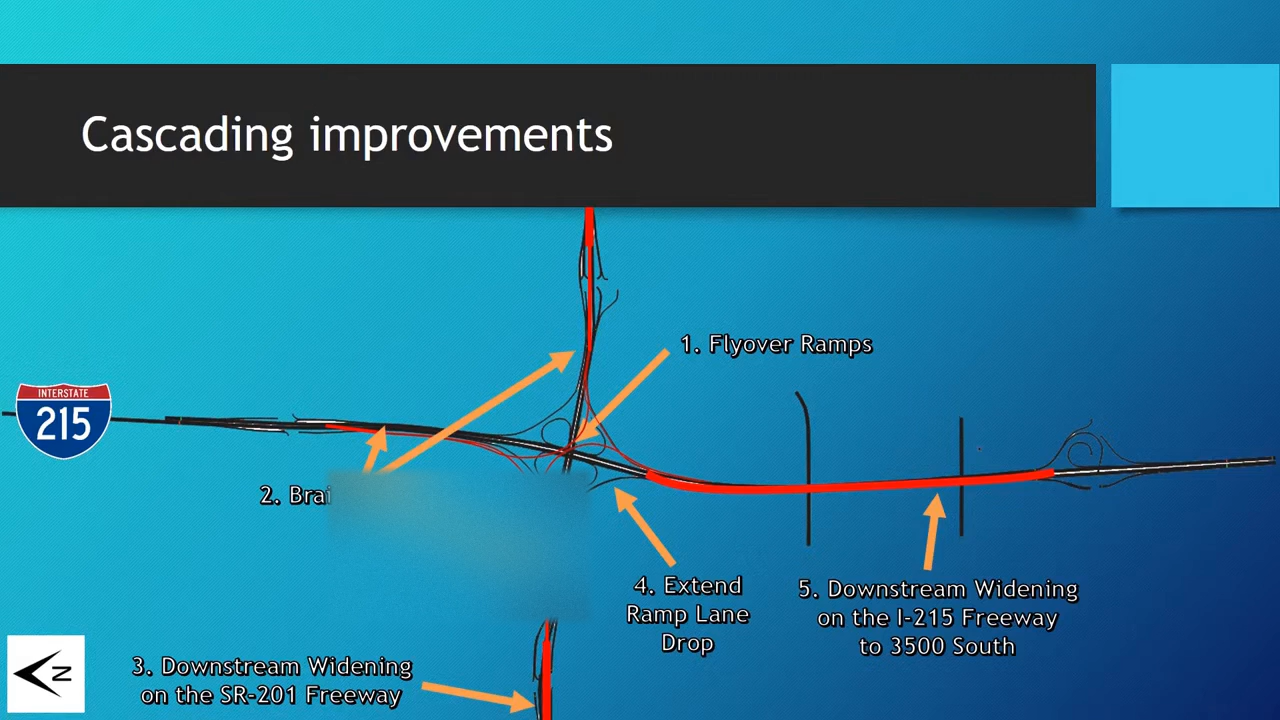 Cascading improvements
1. Flyover Ramps
INTERSTATE
215
2.
4. Extend
Ramp Lane
Drop
5. Downstream Widening
on the I-215 Freeway
to 3500 South
N
3. Downstream Widening
on the SR-201 Freeway